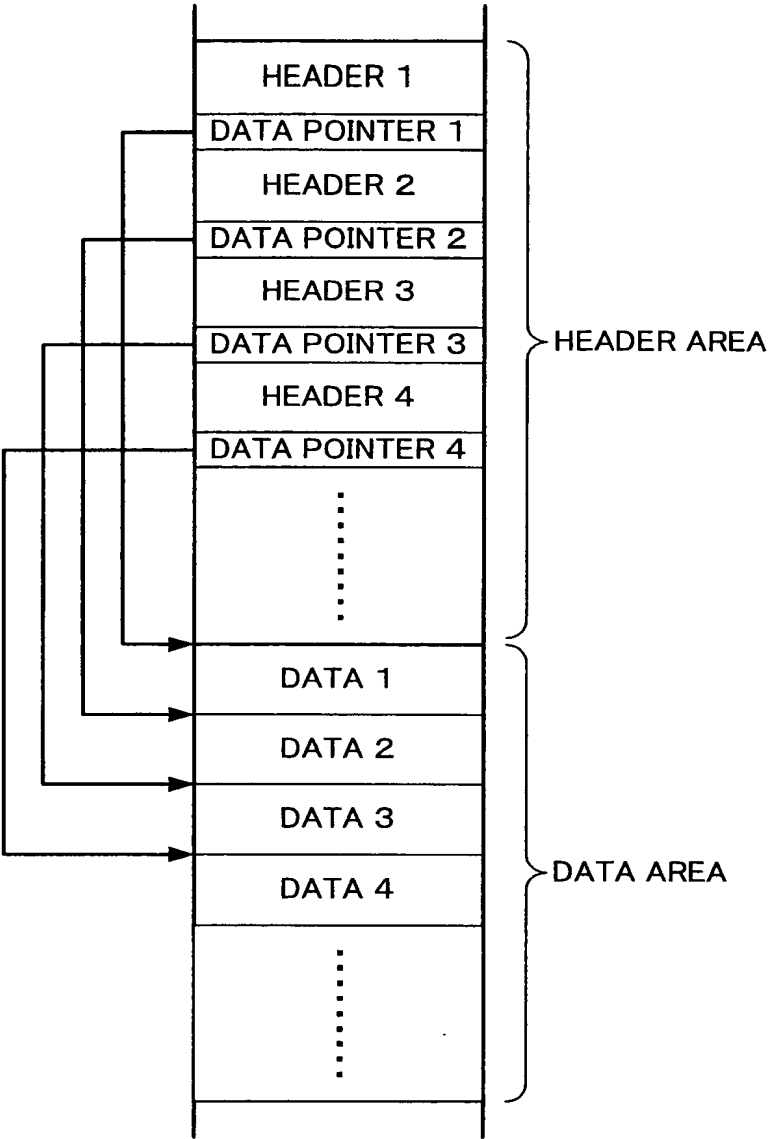 HEADER 1
DATA POINTER 1
HEADER 2
DATA POINTER 2
HEADER 3
DATA POINTER 3
HEADER 4
DATA POINTER 4
HEADER AREA
DATA 1
DATA 2
DATA 3
DATA 4
DATA AREA